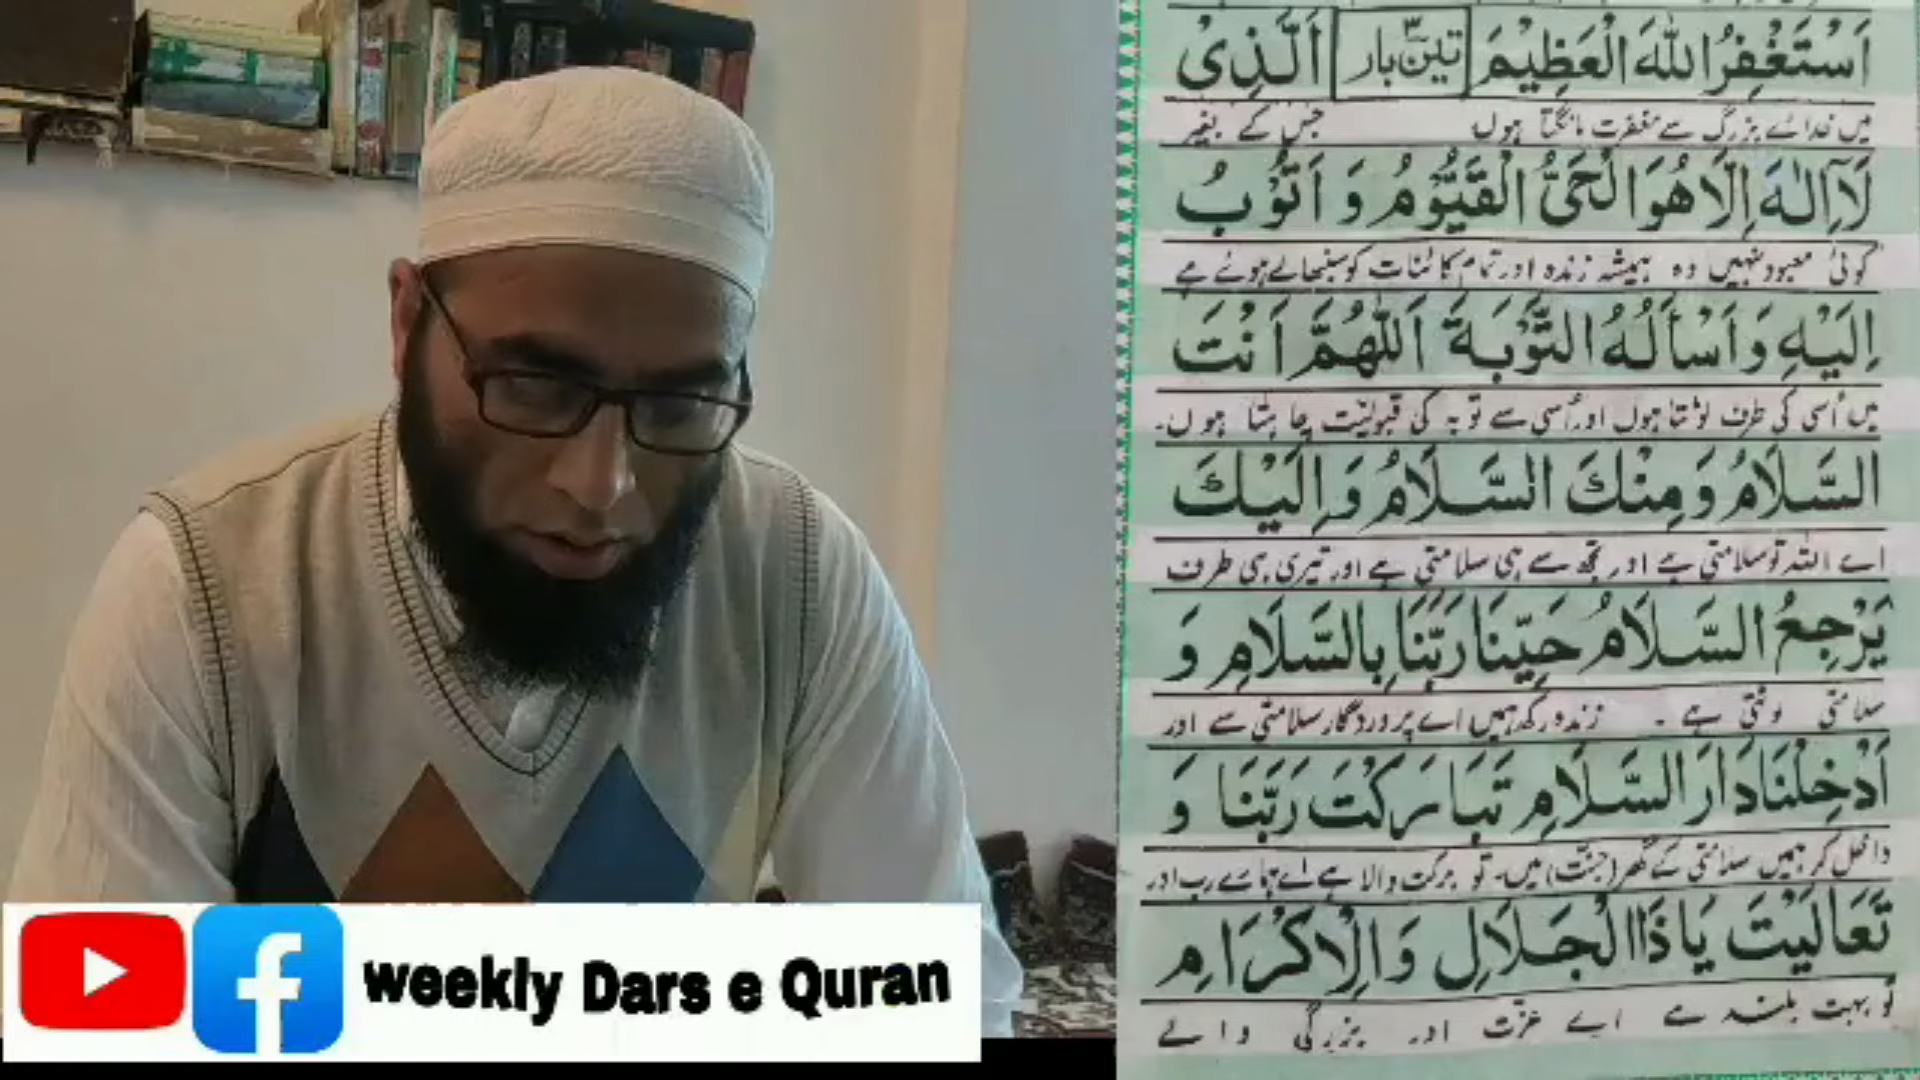 اَسْتَغْفِرُ اللّٰهَ الْعَظِیْمَ تین بار اَلَّذِیْ
میں خدائے بزرگ سے مغفرت مانگتا ہوں جس کے بغیر
لَآ اِلٰهَ اِلَّا هُوَ الْحَیُّ الْقَیُّوْمُ وَ اَتُوْبُ
کوئی معبود نہیں وہ ہمیشہ زندہ اور تمام کائنات کو سنبھالے ہوئے ہے
اِلَیْهِ وَ اَسْاَلُهُ التَّوْبَةَ اَللّٰهُمَّ اَنْتَ
میں اُسی کی طرف لوٹتا ہوں اور اُسی سے توبہ کی قبولیت چاہتا ہوں۔
السَّلَامُ وَ مِنْكَ السَّلَامُ وَ اِلَیْكَ
اے اللہ تو سلامتی ہے اور تجھ سے ہی سلامتی ہے اور تیری ہی طرف
یَرْجِعُ السَّلَامُ حَیِّنَا رَبَّنَا بِالسَّلَامِ وَ
سلامتی لوٹتی ہے ۔ زندہ رکھ ہمیں اے پروردگار سلامتی سے اور
اَدْخِلْنَا دَارَ السَّلَامِ تَبَارَكْتَ رَبَّنَا وَ
داخل کر ہمیں سلامتی کے گھر (جنت) میں۔ تو برکت والا ہے اے ہمارے رب اور
تَعَالَیْتَ یَا ذَا الْجَلَالِ وَ الْاِكْرَامِ
تو بہت بلند ہے اے عزت اور بزرگی والے
weekly Dars e Quran